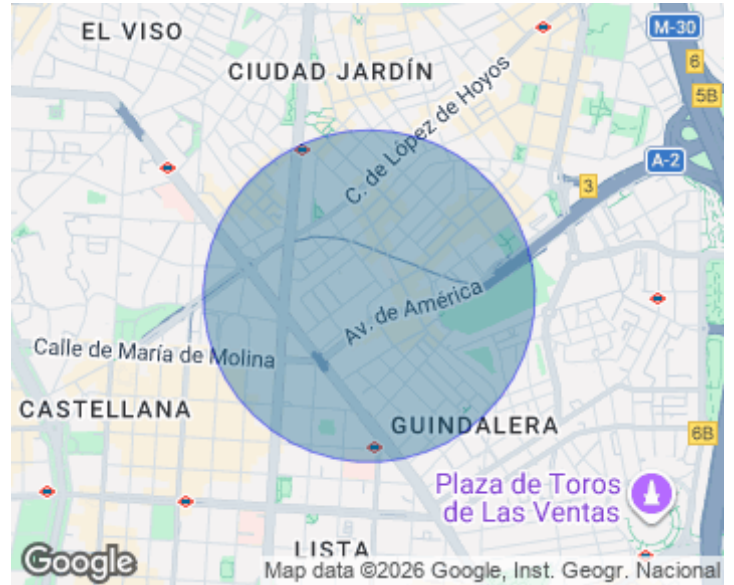 EL VISO
M-30
6
CIUDAD JARDÍN
5B
C. de López de Hoyos
A-2
3
Av. de América
Calle de María de Molina
CASTELLANA
GUINDALERA
6B
Plaza de Toros
de Las Ventas
LISTA
Google
Map data ©2026 Google, Inst. Geogr. Nacional